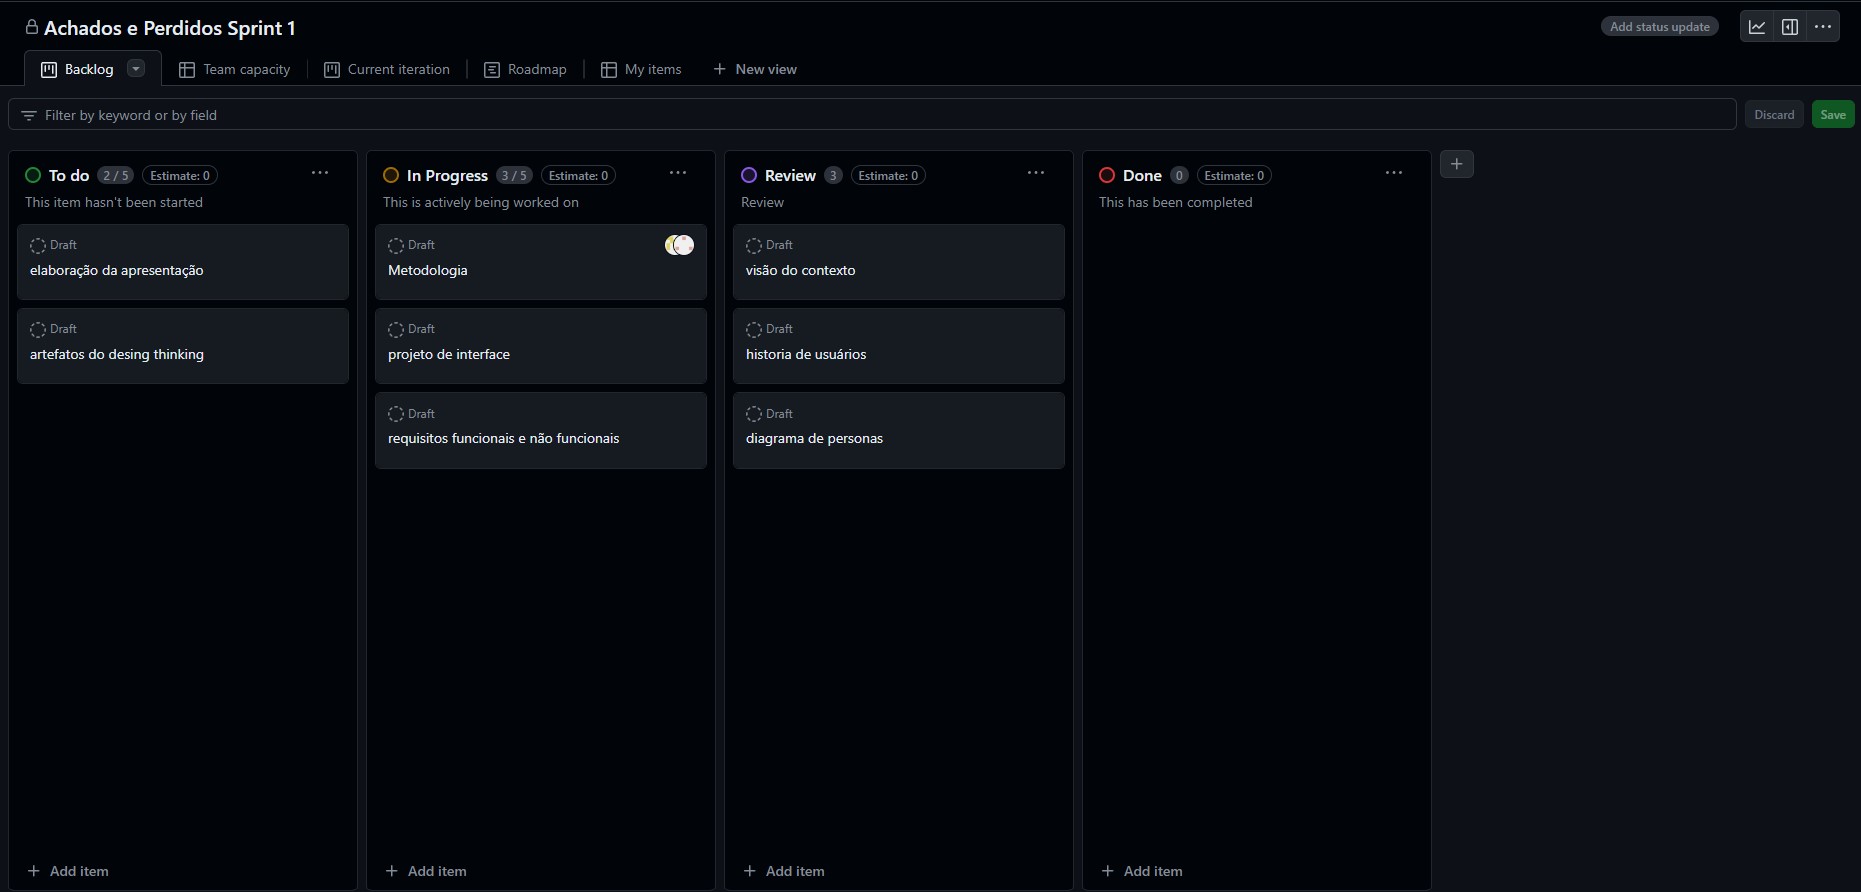 Achados e Perdidos Sprint 1
Add status update
Backlog
Team capacity
Current iteration
Roadmap
My items
New view
Filter by keyword or by field
Discard
Save
To do 2 / 5 Estimate: 0
This item hasn't been started
Draft
elaboração da apresentação
Draft
artefatos do desing thinking
Add item
In Progress 3 / 5 Estimate: 0
This is actively being worked on
Draft
Metodologia
Draft
projeto de interface
Draft
requisitos funcionais e não funcionais
Add item
Review 3 Estimate: 0
Review
Draft
visão do contexto
Draft
historia de usuários
Draft
diagrama de personas
Add item
Done 0 Estimate: 0
This has been completed
Add item